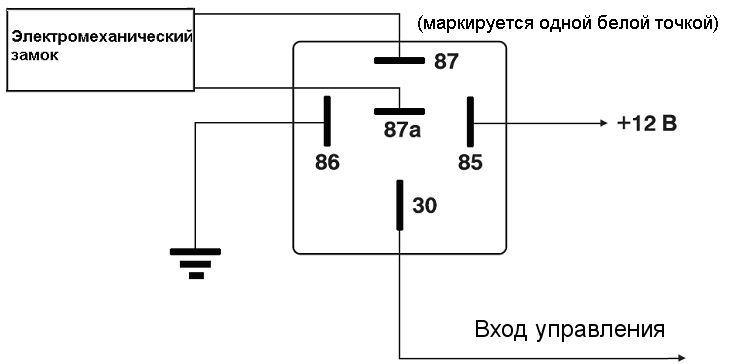 (маркируется одной белой точкой)
Электромеханический
замок
87
87a
86
85
+12 В
30
Вход управления